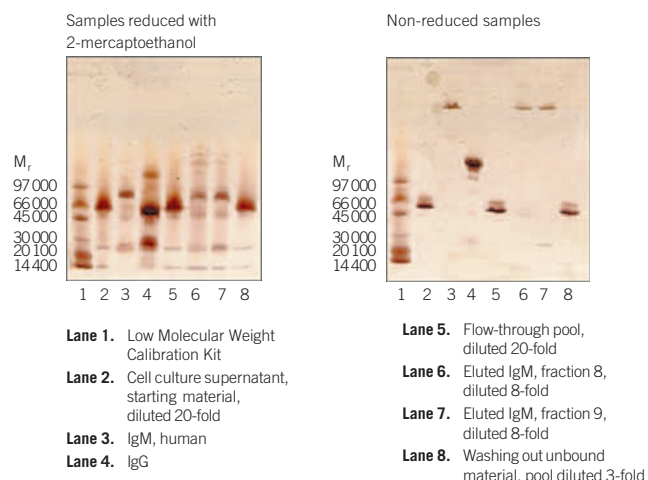 Samples reduced with
2-mercaptoethanol
Non-reduced samples
Mr
97 000
66 000
45 000
30 000
20 100
14 400
1 2 3 4 5 6 7 8
Mr
97 000
66 000
45 000
30 000
20 100
14 400
1 2 3 4 5 6 7 8
Lane 1. Low Molecular Weight
Calibration Kit
Lane 2. Cell culture supernatant,
starting material,
diluted 20-fold
Lane 3. IgM, human
Lane 4. IgG
Lane 5. Flow-through pool,
diluted 20-fold
Lane 6. Eluted IgM, fraction 8,
diluted 8-fold
Lane 7. Eluted IgM, fraction 9,
diluted 8-fold
Lane 8. Washing out unbound
material, pool diluted 3-fold